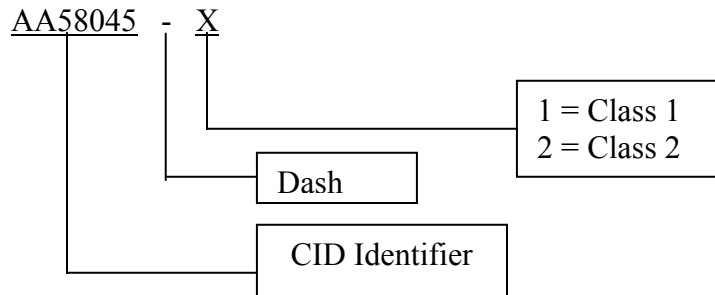 AA58045 - X
1 = Class 1
2 = Class 2
Dash
CID Identifier